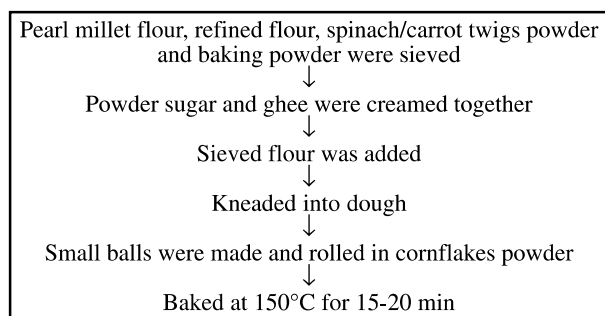 Pearl millet flour, refined flour, spinach/carrot twigs powder
and baking powder were sieved
↓
Powder sugar and ghee were creamed together
↓
Sieved flour was added
↓
Kneaded into dough
↓
Small balls were made and rolled in cornflakes powder
↓
Baked at 150°C for 15-20 min